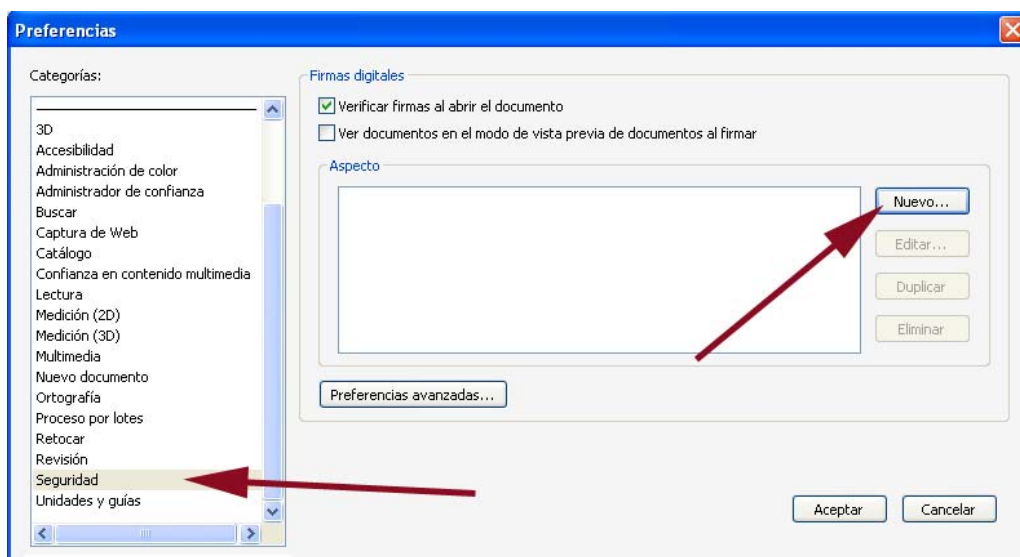 Preferencias
Categorías:
3D
Accesibilidad
Administración de color
Administrador de confianza
Buscar
Captura de Web
Catálogo
Confianza en contenido multimedia
Lectura
Medición (2D)
Medición (3D)
Multimedia
Nuevo documento
Ortografía
Proceso por lotes
Retocar
Revisión
Seguridad
Unidades y guías
Firmas digitales
Verificar firmas al abrir el documento
Ver documentos en el modo de vista previa de documentos al firmar
Aspecto
Nuevo...
Editar...
Duplicar
Eliminar
Preferencias avanzadas...
Aceptar
Cancelar